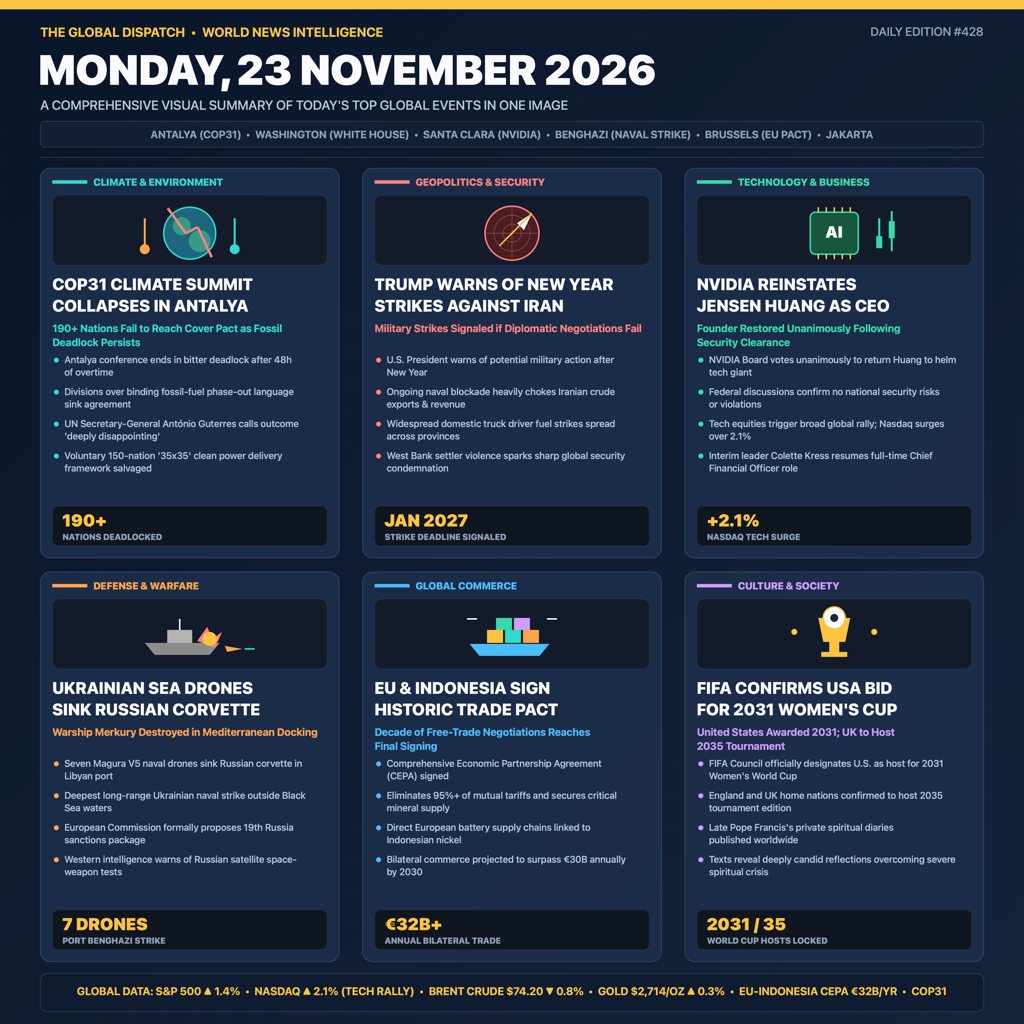 THE GLOBAL DISPATCH • WORLD NEWS INTELLIGENCE
DAILY EDITION #428
MONDAY, 23 NOVEMBER 2026
A COMPREHENSIVE VISUAL SUMMARY OF TODAY'S TOP GLOBAL EVENTS IN ONE IMAGE
ANTALYA (COP31) • WASHINGTON (WHITE HOUSE) • SANTA CLARA (NVIDIA) • BENGHAZI (NAVAL STRIKE) • BRUSSELS (EU PACT) • JAKARTA
CLIMATE & ENVIRONMENT
COP31 CLIMATE SUMMIT
COLLAPSES IN ANTALYA
190+ Nations Fail to Reach Cover Pact as Fossil
Deadlock Persists
• Antalya conference ends in bitter deadlock after 48h
of overtime
• Divisions over binding fossil-fuel phase-out language
sink agreement
• UN Secretary-General António Guterres calls outcome
'deeply disappointing'
• Voluntary 150-nation '35x35' clean power delivery
framework salvaged
190+
NATIONS DEADLOCKED
GEOPOLITICS & SECURITY
TRUMP WARNS OF NEW YEAR
STRIKES AGAINST IRAN
Military Strikes Signaled if Diplomatic Negotiations Fail
• U.S. President warns of potential military action after
New Year
• Ongoing naval blockade heavily chokes Iranian crude
exports & revenue
• Widespread domestic truck driver fuel strikes spread
across provinces
• West Bank settler violence sparks sharp global security
condemnation
JAN 2027
STRIKE DEADLINE SIGNALED
TECHNOLOGY & BUSINESS
AI
NVIDIA REINSTATES
JENSEN HUANG AS CEO
Founder Restored Unanimously Following
Security Clearance
• NVIDIA Board votes unanimously to return Huang to helm
tech giant
• Federal discussions confirm no national security risks
or violations
• Tech equities trigger broad global rally; Nasdaq surges
over 2.1%
• Interim leader Colette Kress resumes full-time Chief
Financial Officer role
+2.1%
NASDAQ TECH SURGE
DEFENSE & WARFARE
UKRAINIAN SEA DRONES
SINK RUSSIAN CORVETTE
Warship Merkury Destroyed in Mediterranean Docking
• Seven Magura V5 naval drones sink Russian corvette in
Libyan port
• Deepest long-range Ukrainian naval strike outside Black
Sea waters
• European Commission formally proposes 19th Russia
sanctions package
• Western intelligence warns of Russian satellite space-
weapon tests
7 DRONES
PORT BENGHAZI STRIKE
GLOBAL COMMERCE
EU & INDONESIA SIGN
HISTORIC TRADE PACT
Decade of Free-Trade Negotiations Reaches
Final Signing
• Comprehensive Economic Partnership Agreement
(CEPA) signed
• Eliminates 95%+ of mutual tariffs and secures critical
mineral supply
• Direct European battery supply chains linked to
Indonesian nickel
• Bilateral commerce projected to surpass €30B annually
by 2030
€32B+
ANNUAL BILATERAL TRADE
CULTURE & SOCIETY
FIFA CONFIRMS USA BID
FOR 2031 WOMEN'S CUP
United States Awarded 2031; UK to Host
2035 Tournament
• FIFA Council officially designates U.S. as host for 2031
Women's World Cup
• England and UK home nations confirmed to host 2035
tournament edition
• Late Pope Francis's private spiritual diaries
published worldwide
• Texts reveal deeply candid reflections overcoming severe
spiritual crisis
2031 / 35
WORLD CUP HOSTS LOCKED
GLOBAL DATA: S&P 500 ▲ 1.4% • NASDAQ ▲ 2.1% (TECH RALLY) • BRENT CRUDE $74.20 ▼ 0.8% • GOLD $2,714/OZ ▲ 0.3% • EU-INDONESIA CEPA €32B/YR • COP31